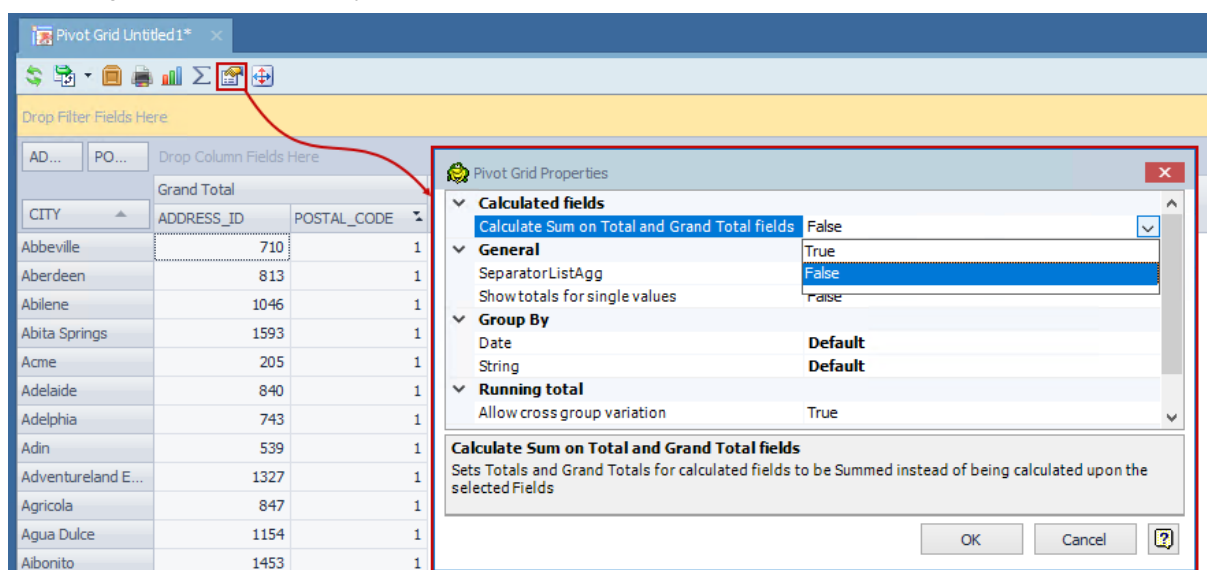 Pivot Grid Untitled1*
Drop Filter Fields Here
AD... PO... Drop Column Fields Here
Grand Total
CITY ADDRESS_ID POSTAL_CODE
Abbeville 710 1
Aberdeen 813 1
Abilene 1046 1
Abita Springs 1593 1
Acme 205 1
Adelaide 840 1
Adelphia 743 1
Adin 539 1
Adventureland E... 1327 1
Agricola 847 1
Agua Dulce 1154 1
Aibonito 1453 1
Pivot Grid Properties
Calculated fields
Calculate Sum on Total and Grand Total fields False
General True
SeparatorListAgg False
Show totals for single values False
Group By
Date Default
String Default
Running total
Allow cross group variation True
Calculate Sum on Total and Grand Total fields
Sets Totals and Grand Totals for calculated fields to be Summed instead of being calculated upon the
selected Fields
OK Cancel